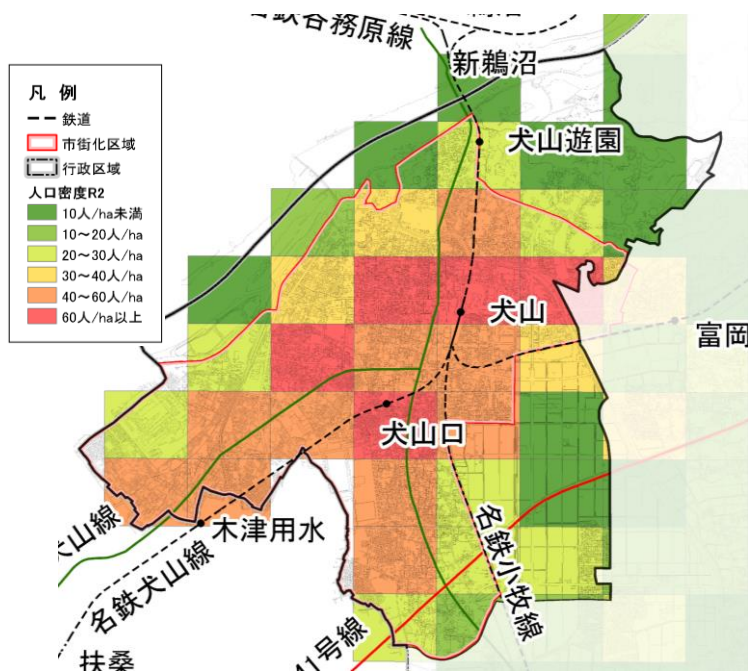 名鉄各務原線
新鵜沼
凡 例
鉄道
市街化区域
行政区域
人口密度R2
10人/ha未満
10~20人/ha
20~30人/ha
30~40人/ha
40~60人/ha
60人/ha以上
犬山遊園
犬山
富岡
犬山口
木津用水
犬山線
名鉄犬山線
名鉄小牧線
41号線
扶桑